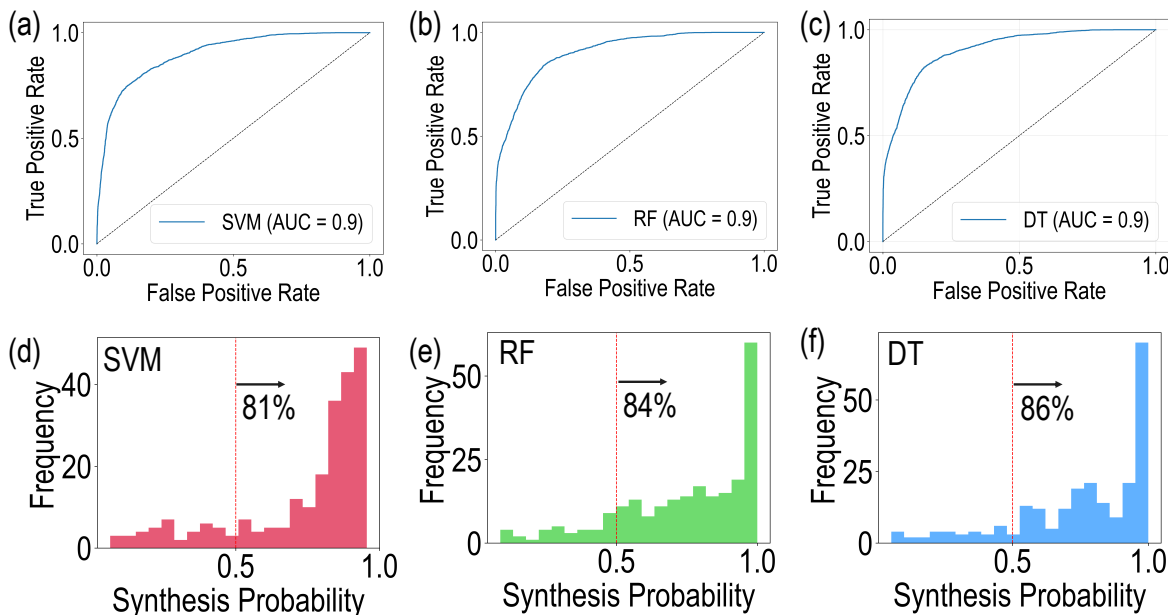 (a)
1.0
0.5
0.0
True Positive Rate
SVM (AUC = 0.9)
0.0 0.5 1.0
False Positive Rate
(b)
1.0
0.5
0.0
True Positive Rate
RF (AUC = 0.9)
0.0 0.5 1.0
False Positive Rate
(c)
1.0
0.5
0.0
True Positive Rate
DT (AUC = 0.9)
0.0 0.5 1.0
False Positive Rate
(d)
SVM
81%
40
20
0
Frequency
0.5 1.0
Synthesis Probability
(e)
RF
84%
50
25
0
Frequency
0.5 1.0
Synthesis Probability
(f)
DT
86%
50
25
0
Frequency
0.5 1.0
Synthesis Probability